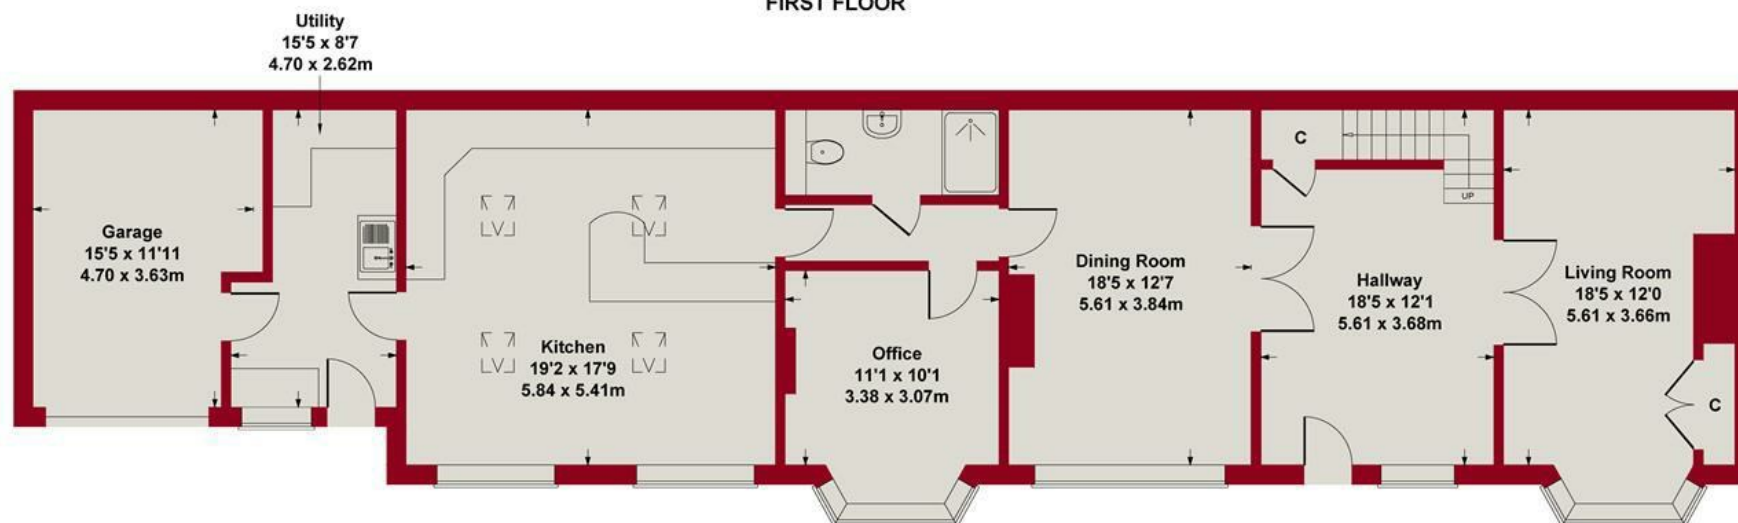 FIRST FLOOR
Utility
15'5 x 8'7
4.70 x 2.62m
Garage
15'5 x 11'11
4.70 x 3.63m
Kitchen
19'2 x 17'9
5.84 x 5.41m
Office
11'1 x 10'1
3.38 x 3.07m
Dining Room
18'5 x 12'7
5.61 x 3.84m
C
UP
Hallway
18'5 x 12'1
5.61 x 3.68m
Living Room
18'5 x 12'0
5.61 x 3.66m
C